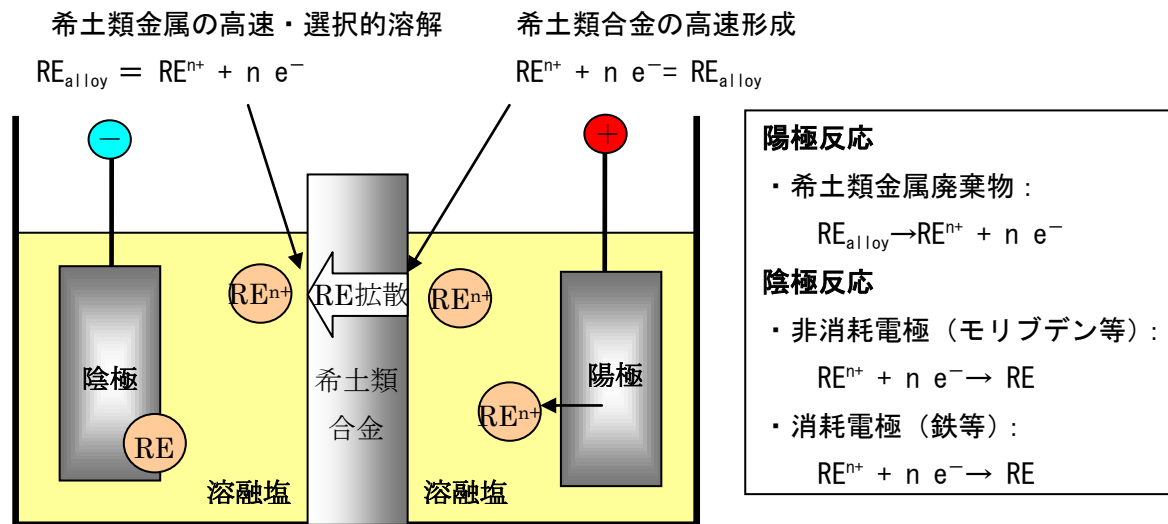 希土類金属の高速・選択的溶解
RE_alloy ＝ REⁿ⁺ + n e⁻
希土類合金の高速形成
REⁿ⁺ + n e⁻= RE_alloy
−
+
REⁿ⁺
RE拡散
REⁿ⁺
陰極
希土類
合金
陽極
REⁿ⁺
RE
溶融塩
溶融塩
陽極反応
・希土類金属廃棄物：
RE_alloy→REⁿ⁺ + n e⁻
陰極反応
・非消耗電極（モリブデン等）：
REⁿ⁺ + n e⁻→ RE
・消耗電極（鉄等）：
REⁿ⁺ + n e⁻→ RE